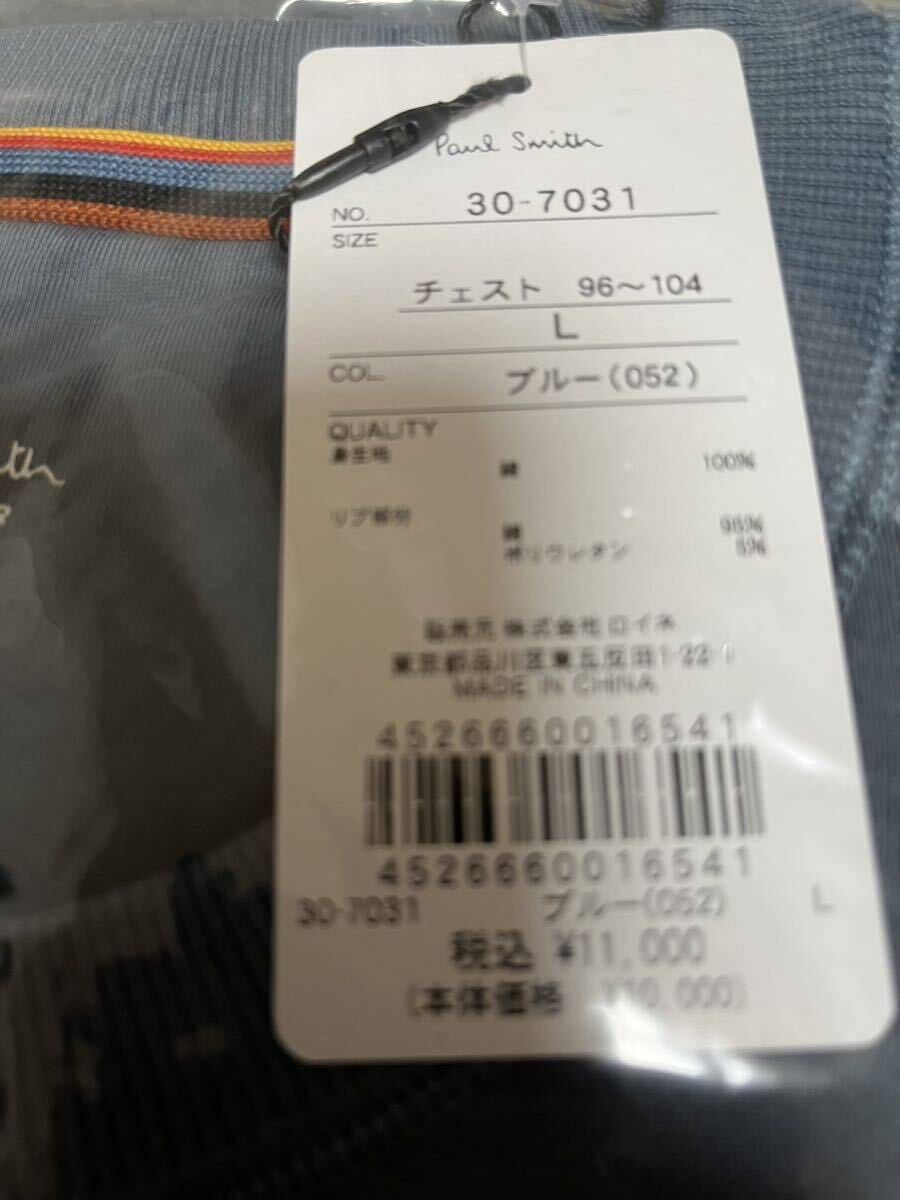 Paul Smith
NO. 30-7031
SIZE
チェスト 96～104
L
COL. ブルー(052)
QUALITY
身生地 綿 100%
リブ部分 綿 95%
ポリウレタン 5%
販売元 株式会社 ロイネ
東京都品川区東五反田1-22-1
MADE IN CHINA
4526660016541
4526660016541
30-7031 ブルー(052) L
税込 ¥11,000
(本体価格 ¥10,000)